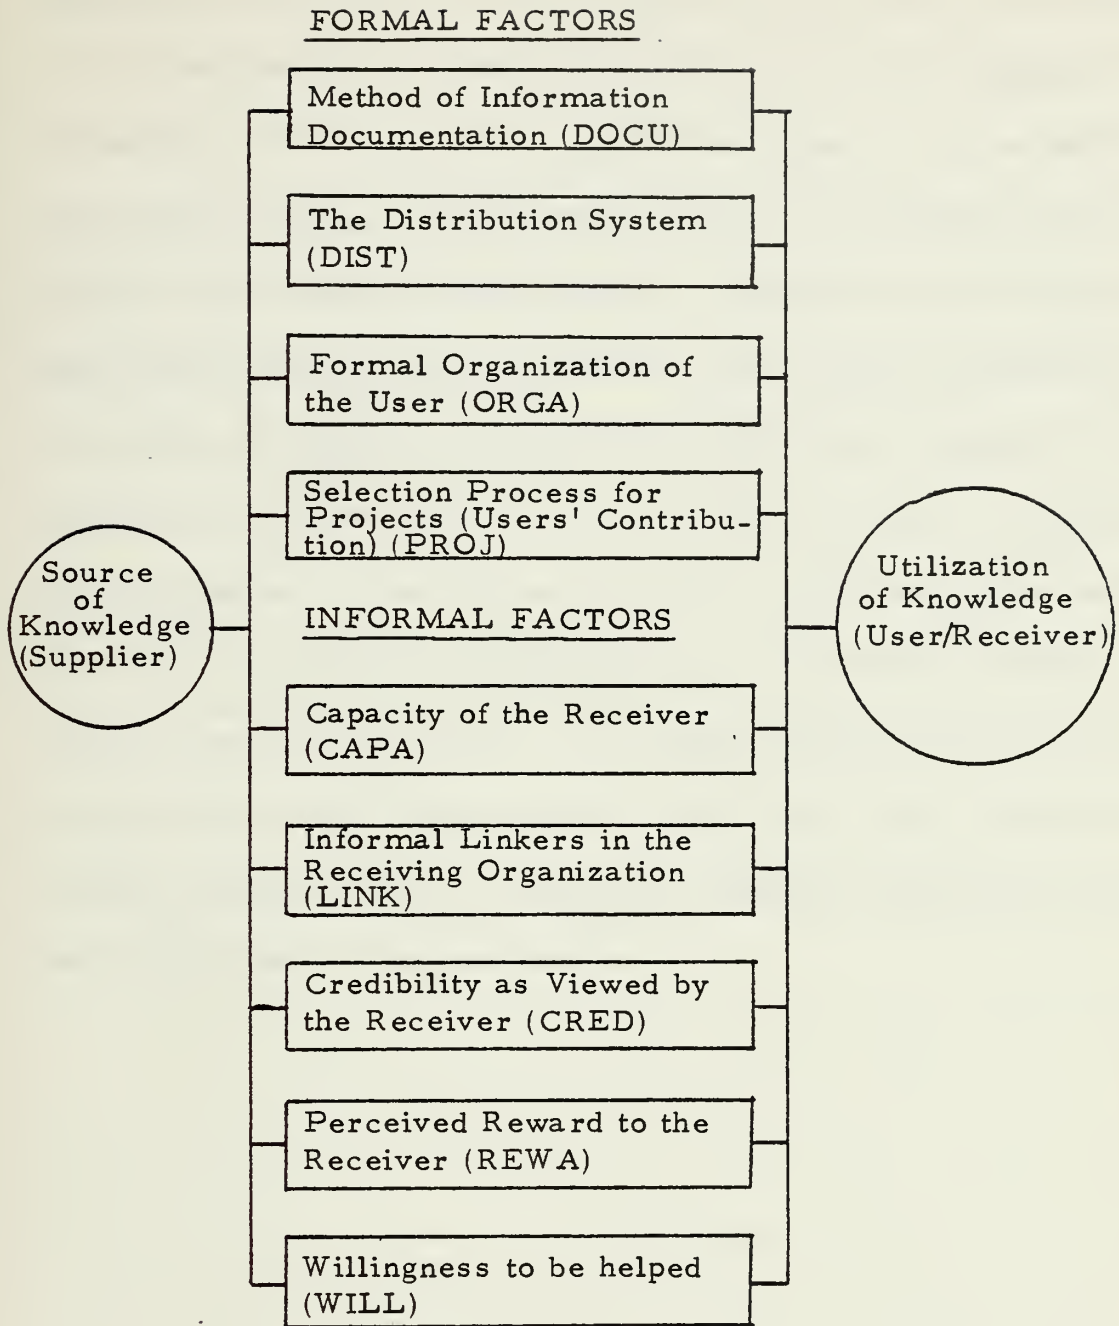 FORMAL FACTORS
Method of Information
Documentation (DOCU)
The Distribution System
(DIST)
Formal Organization of
the User (ORGA)
Selection Process for
Projects (Users' Contribu-
tion) (PROJ)
Source
of
Knowledge
(Supplier)
INFORMAL FACTORS
Utilization
of Knowledge
(User/Receiver)
Capacity of the Receiver
(CAPA)
Informal Linkers in the
Receiving Organization
(LINK)
Credibility as Viewed by
the Receiver (CRED)
Perceived Reward to the
Receiver (REWA)
Willingness to be helped
(WILL)